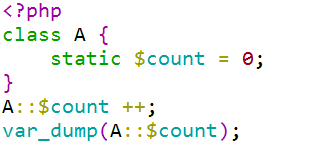 <?php
class A {
    static $count = 0;
}
A::$count ++;
var_dump(A::$count);